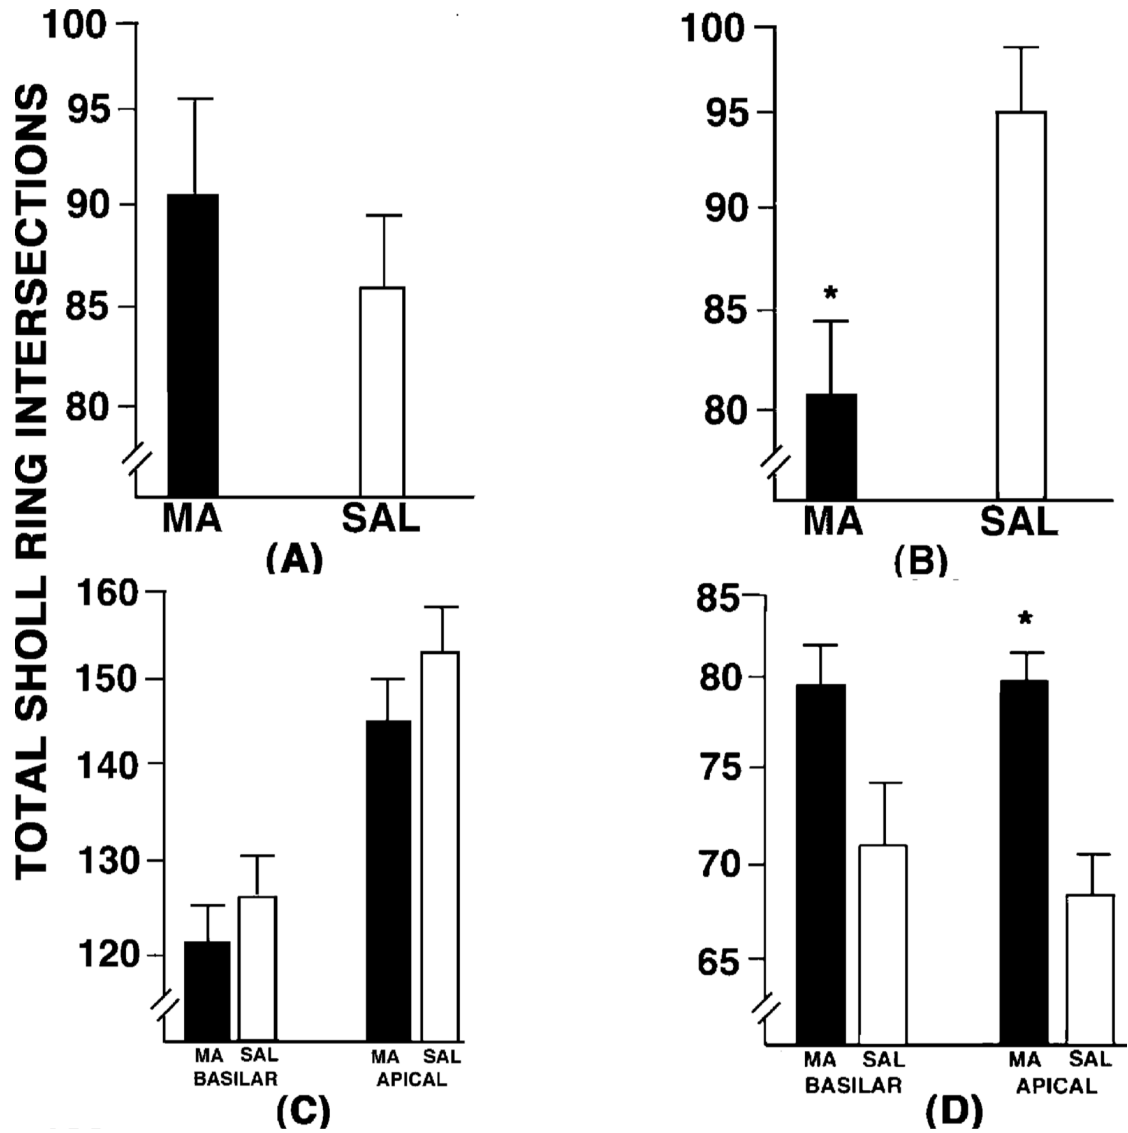 TOTAL SHOLL RING INTERSECTIONS
100
95
90
85
80
MA SAL
(A)
100
95
90
85
80
*
MA SAL
(B)
160
150
140
130
120
MA SAL MA SAL
BASILAR APICAL
(C)
85
80
75
70
65
*
MA SAL MA SAL
BASILAR APICAL
(D)